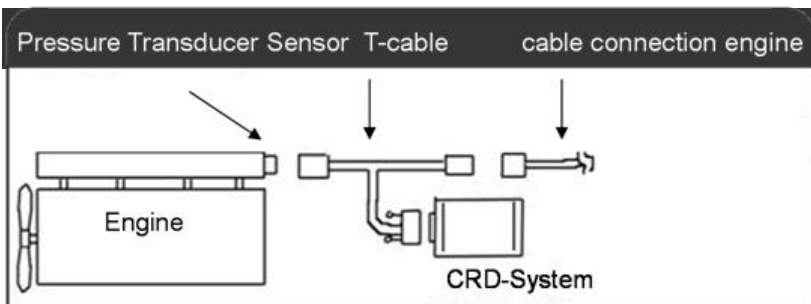 Pressure Transducer Sensor T-cable cable connection engine
Engine
CRD-System